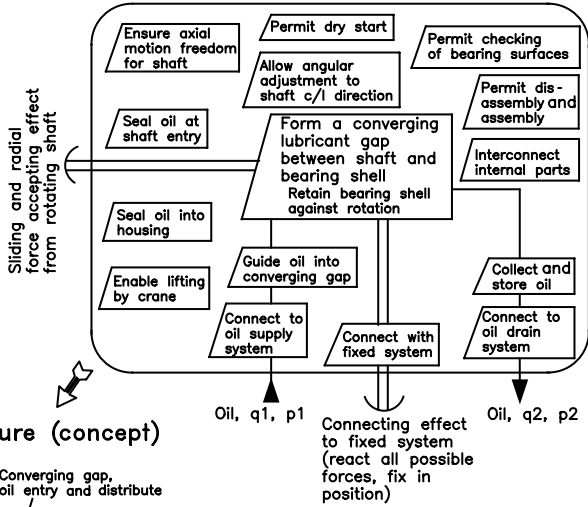 Ensure axial
motion freedom
for shaft
Permit dry start
Permit checking
of bearing surfaces
Allow angular
adjustment to
shaft c/l direction
Permit dis-
assembly and
assembly
Seal oil at
shaft entry
Form a converging
lubricant gap
between shaft and
bearing shell
Retain bearing shell
against rotation
Interconnect
internal parts
Sliding and radial
force accepting effect
from rotating shaft
Seal oil into
housing
Guide oil into
converging gap
Collect and
store oil
Enable lifting
by crane
Connect to
oil supply
system
Connect with
fixed system
Connect to
oil drain
system
Oil, q1, p1
Oil, q2, p2
Connecting effect
to fixed system
(react all possible
forces, fix in
position)
ure (concept)
Converging gap,
oil entry and distribute